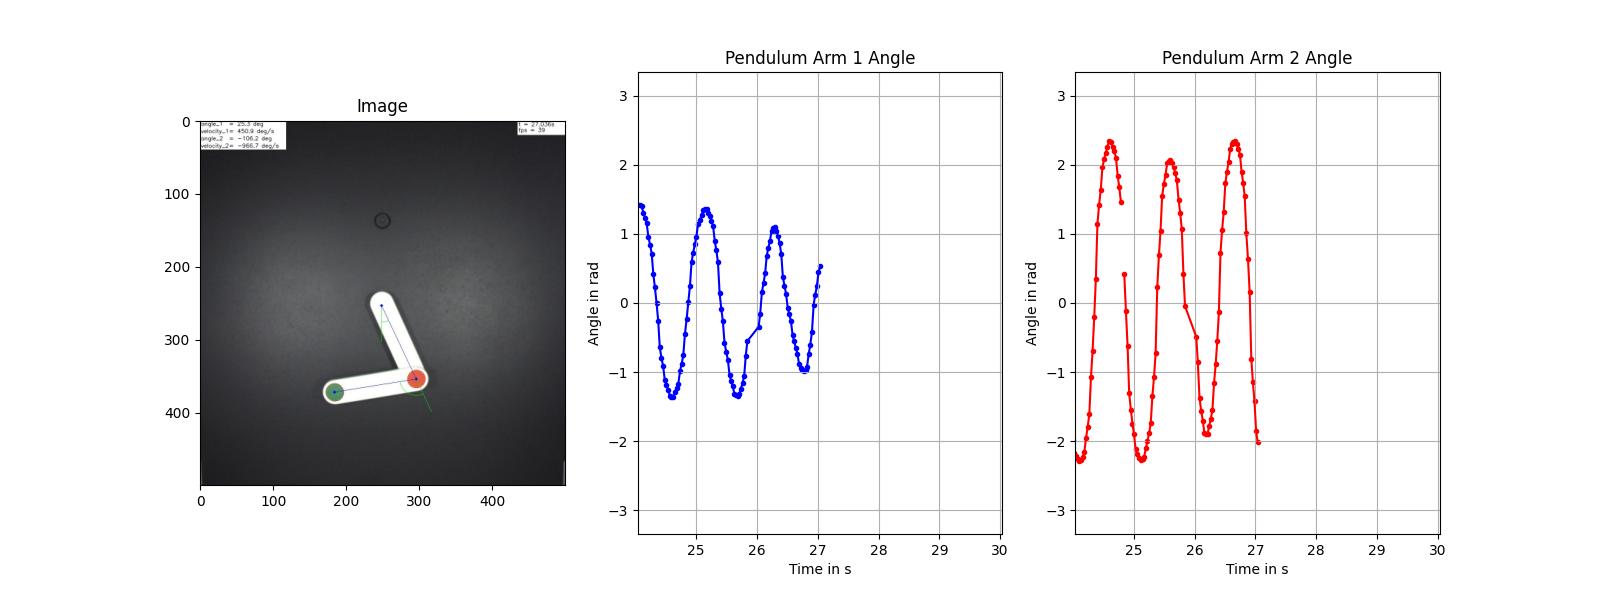 Image
angle_1 = 25.3 deg
velocity_1= 450.9 deg/s
angle_2 = -106.2 deg
velocity_2= -966.7 deg/s
t = 27.036s
fps = 39
0
100
200
300
400
0 100 200 300 400
Pendulum Arm 1 Angle
Angle in rad
3
2
1
0
−1
−2
−3
25 26 27 28 29 30
Time in s
Pendulum Arm 2 Angle
Angle in rad
3
2
1
0
−1
−2
−3
25 26 27 28 29 30
Time in s